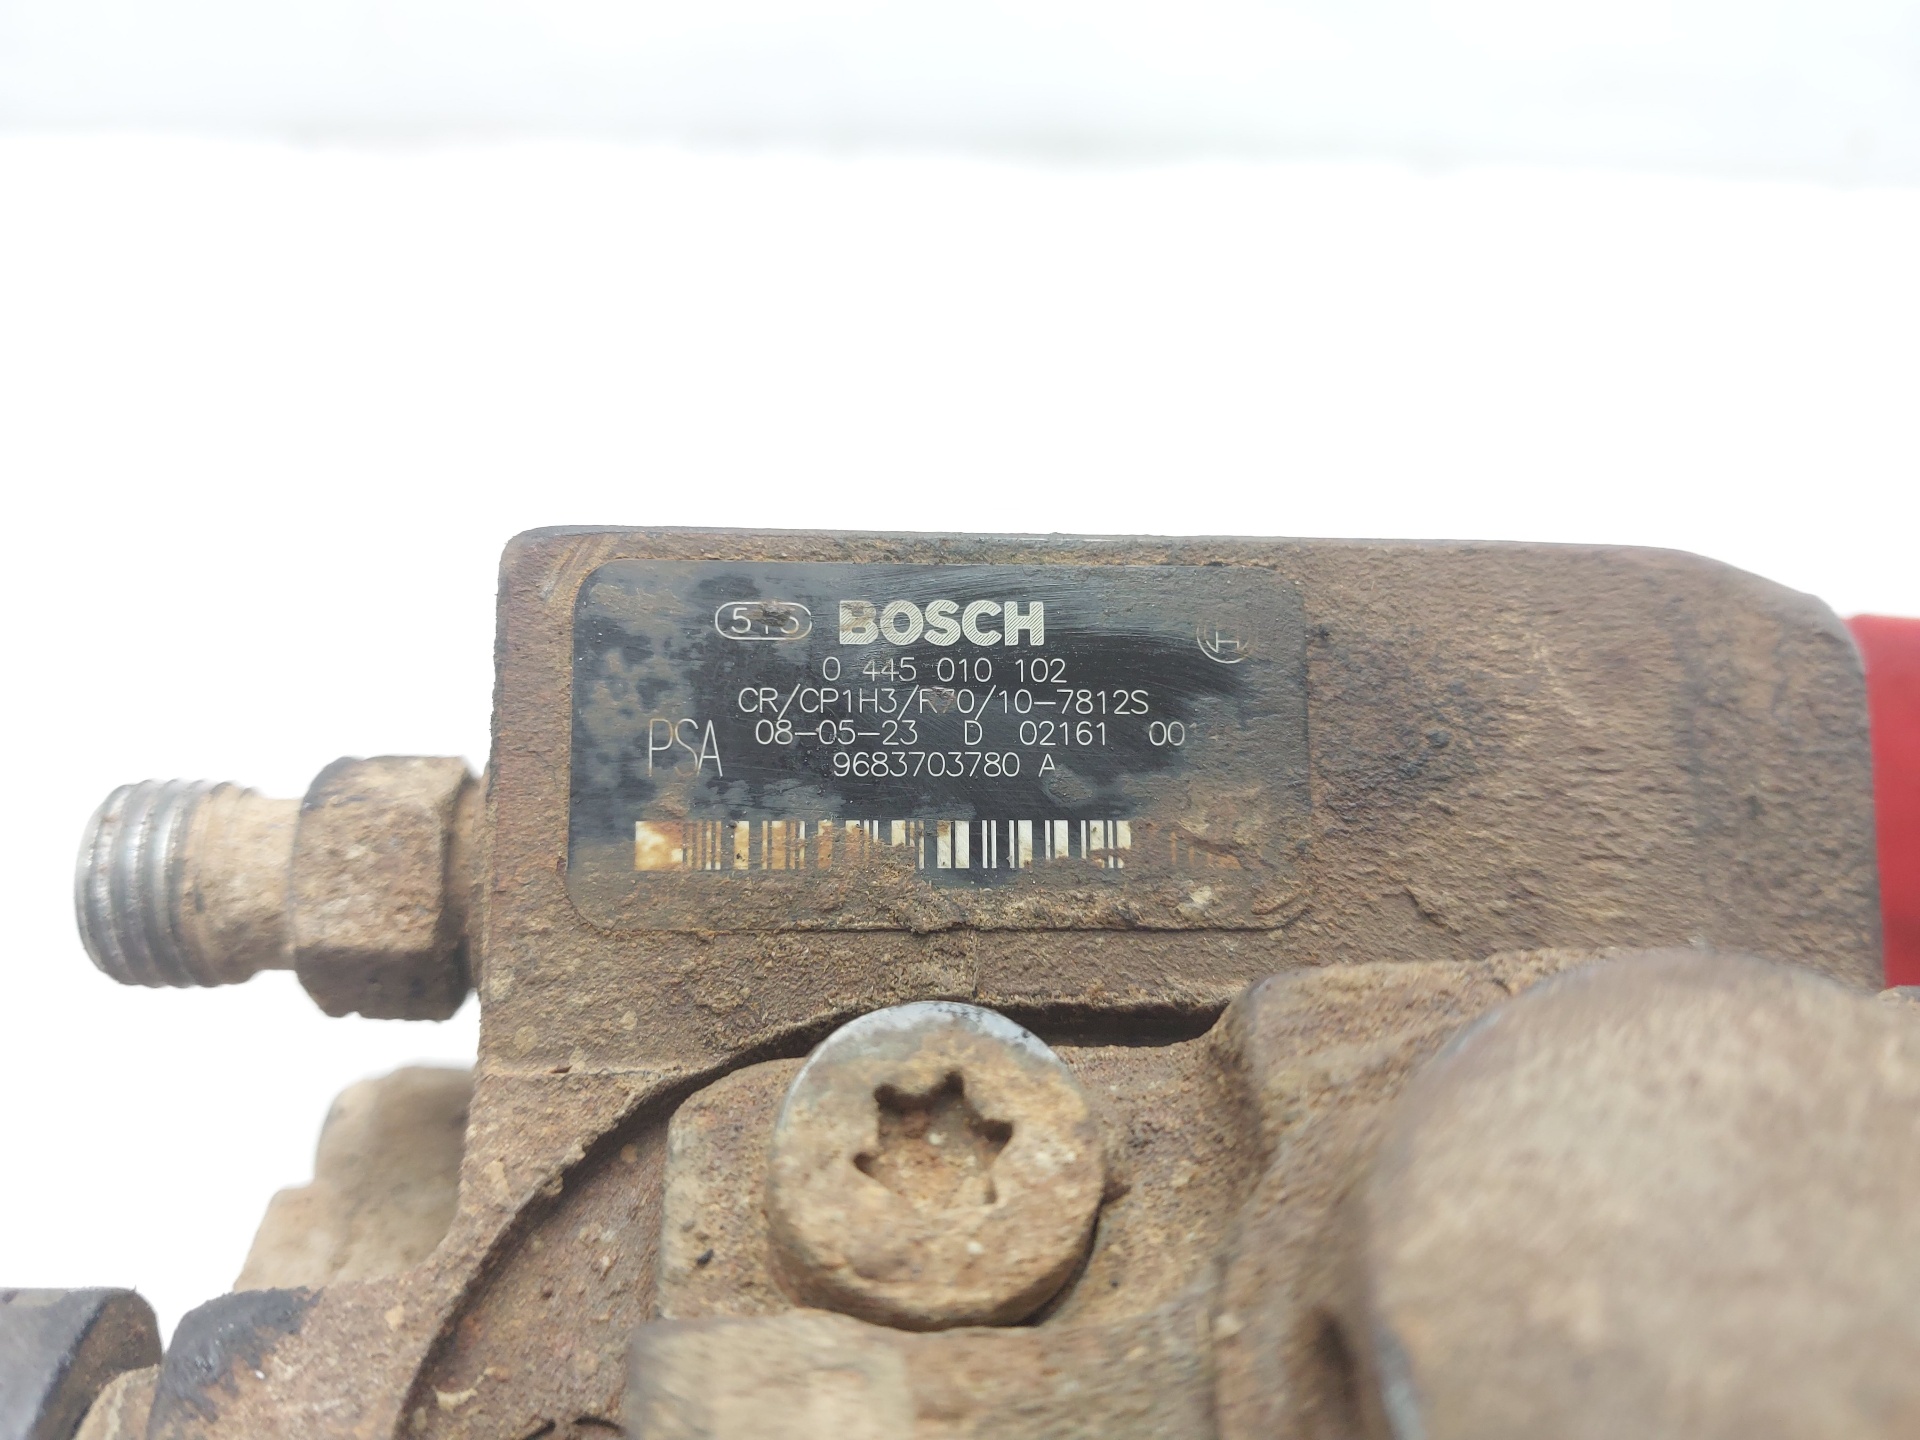 BOSCH
0 445 010 102
CR/CP1H3/R70/10-7812S
PSA 08-05-23 D 02161
9683703780 A